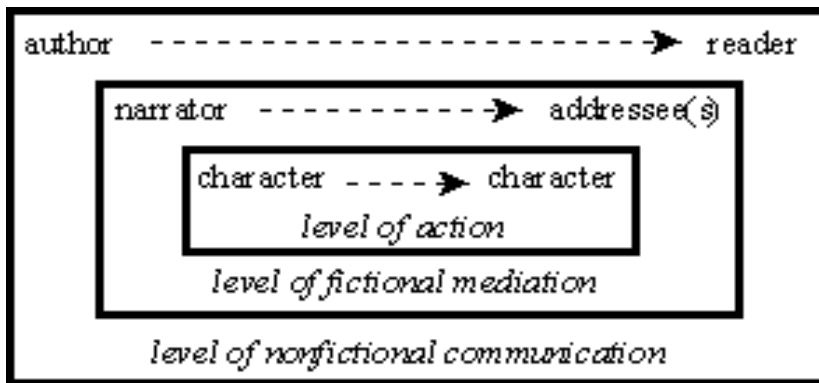 author reader
narrator addressee(s)
character character
level of action
level of fictional mediation
level of nonfictional communication